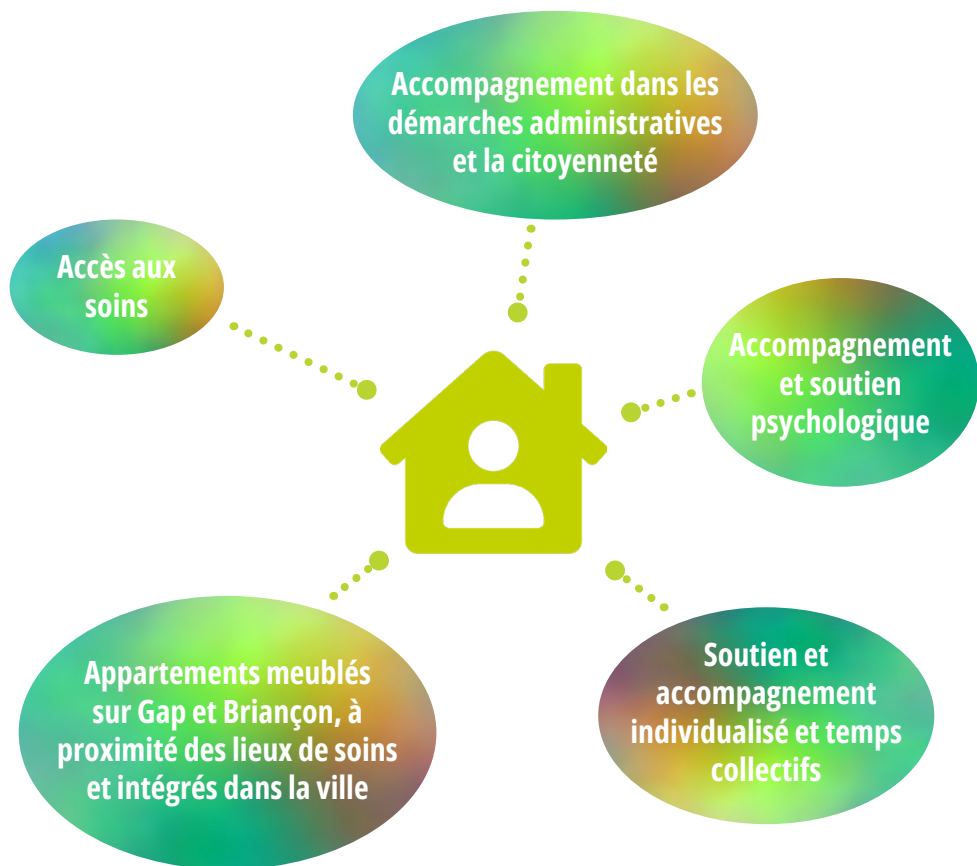 Accompagnement dans les
démarches administratives
et la citoyenneté
Accès aux
soins
Accompagnement
et soutien
psychologique
Appartements meublés
sur Gap et Briançon, à
proximité des lieux de soins
et intégrés dans la ville
Soutien et
accompagnement
individualisé et temps
collectifs